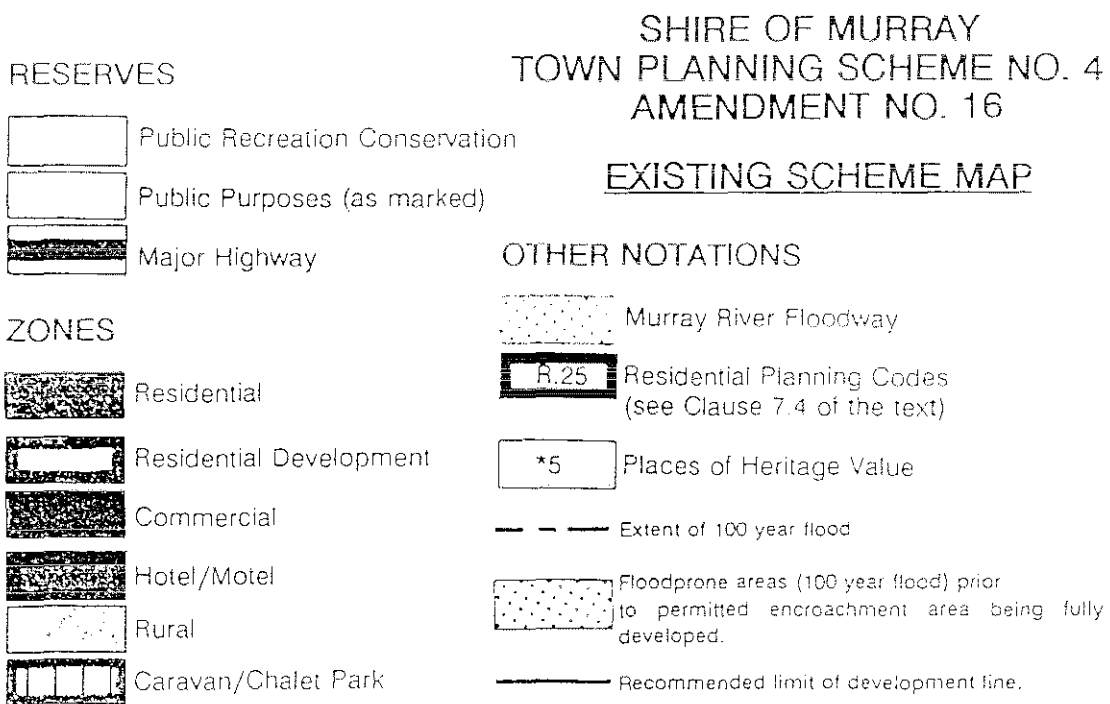 SHIRE OF MURRAY
TOWN PLANNING SCHEME NO. 4
AMENDMENT NO. 16
EXISTING SCHEME MAP
RESERVES
Public Recreation Conservation
Public Purposes (as marked)
Major Highway
ZONES
Residential
Residential Development
Commercial
Hotel/Motel
Rural
Caravan/Chalet Park
OTHER NOTATIONS
Murray River Floodway
R.25 Residential Planning Codes
(see Clause 7.4 of the text)
*5 Places of Heritage Value
Extent of 100 year flood
Floodprone areas (100 year flood) prior
to permitted encroachment area being fully
developed.
Recommended limit of development line.